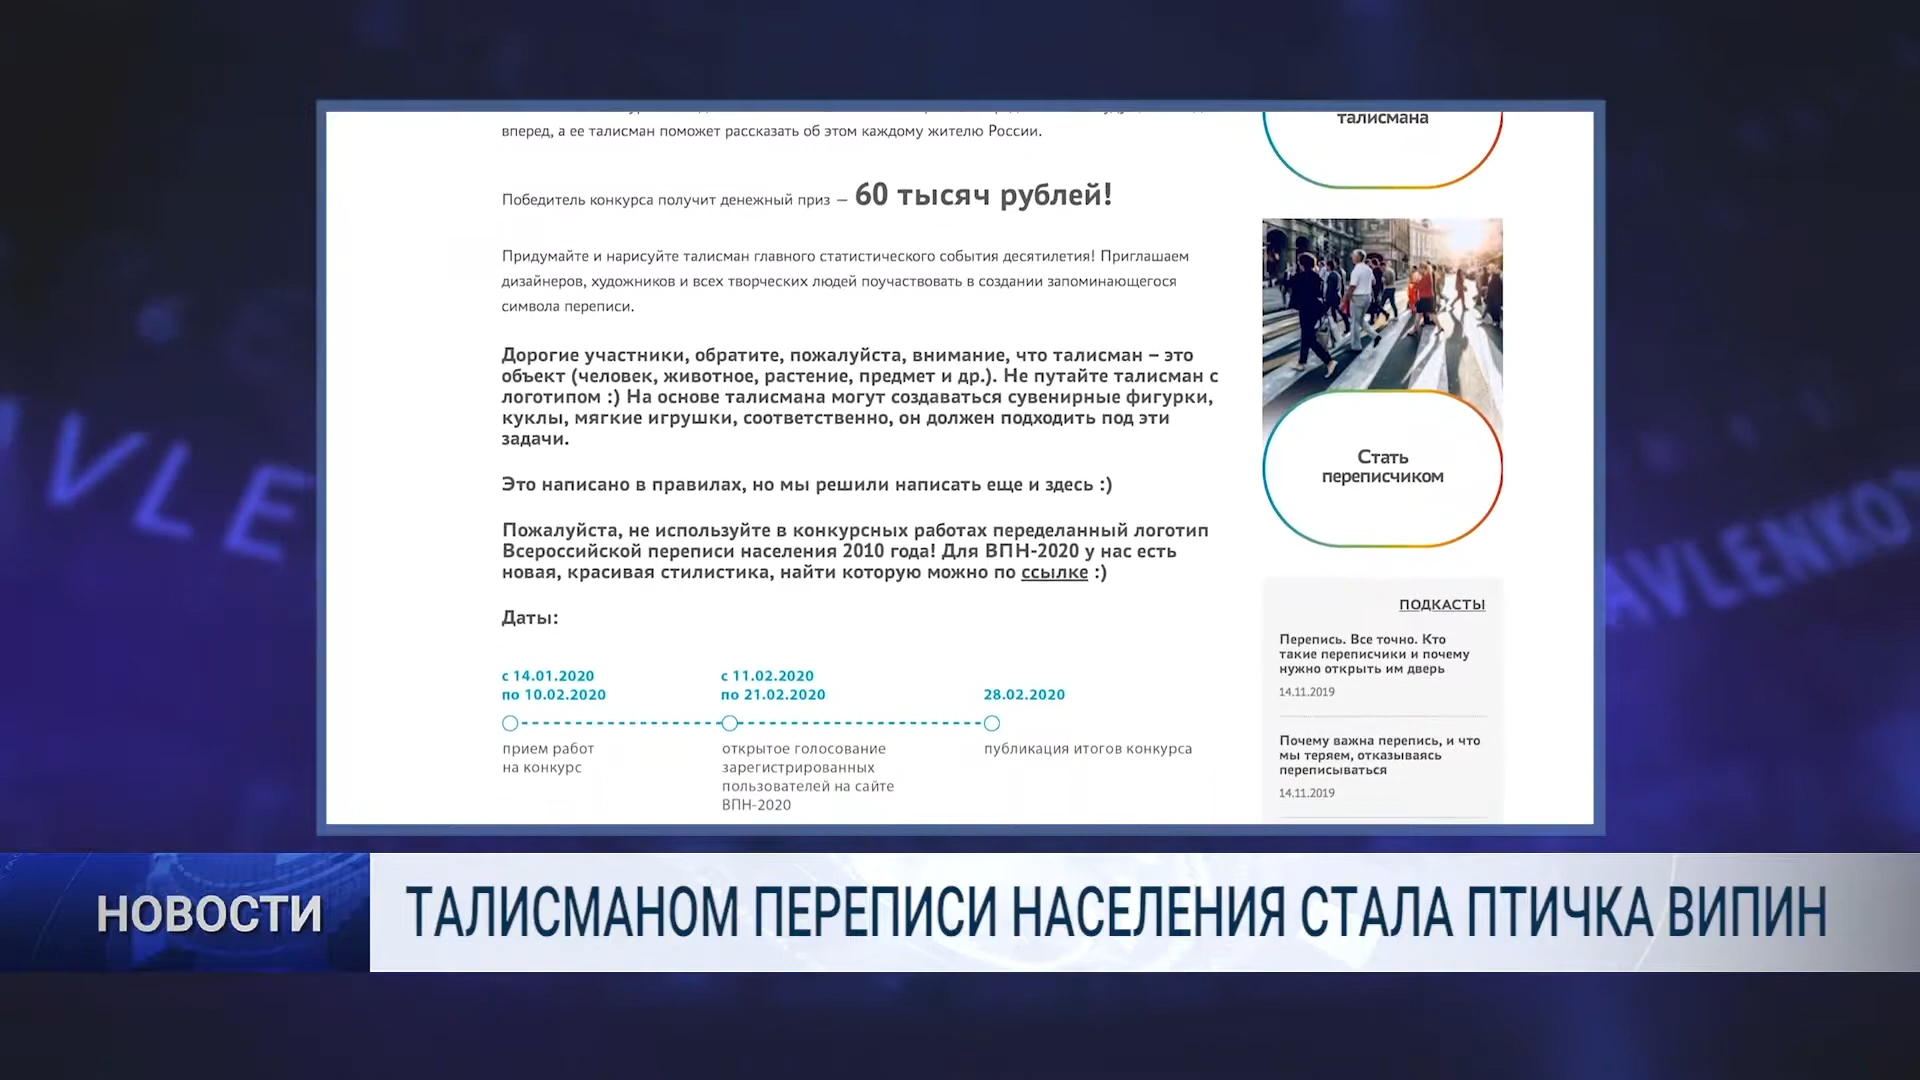 вперед, а ее талисман поможет рассказать об этом каждому жителю России.
Победитель конкурса получит денежный приз — 60 тысяч рублей!
Придумайте и нарисуйте талисман главного статистического события десятилетия! Приглашаем
дизайнеров, художников и всех творческих людей поучаствовать в создании запоминающегося
символа переписи.
Дорогие участники, обратите, пожалуйста, внимание, что талисман – это
объект (человек, животное, растение, предмет и др.). Не путайте талисман с
логотипом :) На основе талисмана могут создаваться сувенирные фигурки,
куклы, мягкие игрушки, соответственно, он должен подходить под эти
задачи.
Это написано в правилах, но мы решили написать еще и здесь :)
Пожалуйста, не используйте в конкурсных работах переделанный логотип
Всероссийской переписи населения 2010 года! Для ВПН-2020 у нас есть
новая, красивая стилистика, найти которую можно по ссылке :)
Даты:
с 14.01.2020
по 10.02.2020
прием работ
на конкурс
с 11.02.2020
по 21.02.2020
открытое голосование
зарегистрированных
пользователей на сайте
ВПН-2020
28.02.2020
публикация итогов конкурса
талисмана
Стать
переписчиком
ПОДКАСТЫ
Перепись. Все точно. Кто
такие переписчики и почему
нужно открыть им дверь
14.11.2019
Почему важна перепись, и что
мы теряем, отказываясь
переписываться
14.11.2019
AVLE
AVLENKO
НОВОСТИ
ТАЛИСМАНОМ ПЕРЕПИСИ НАСЕЛЕНИЯ СТАЛА ПТИЧКА ВИПИН